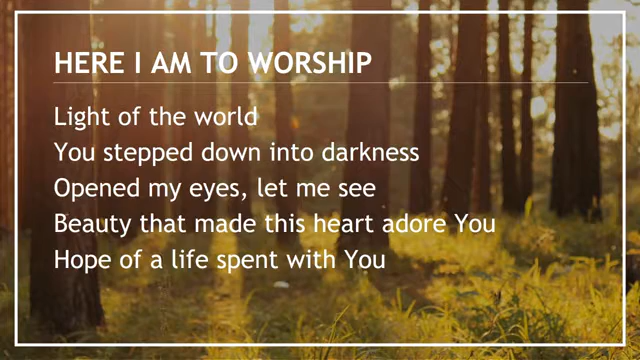 HERE I AM TO WORSHIP
Light of the world
You stepped down into darkness
Opened my eyes, let me see
Beauty that made this heart adore You
Hope of a life spent with You